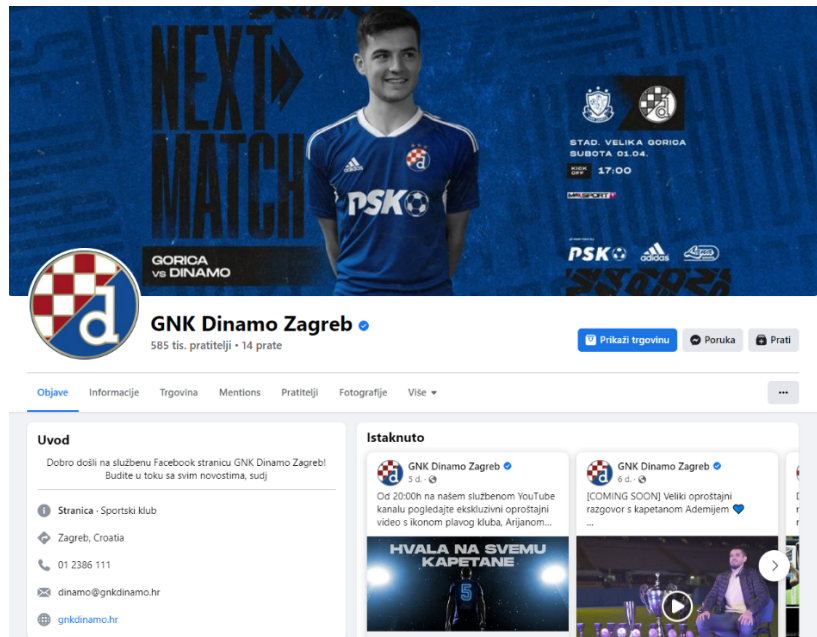 NEXT
MATCH
GORICA
VS DINAMO
adidas
PSK
STAD. VELIKA GORICA
SUBOTA 01.04.
KICK OFF 17:00
PSK adidas
d
GNK Dinamo Zagreb
585 tis. pratitelji • 14 prate
Prikaži trgovinu
Poruka
Prati
Objave Informacije Trgovina Mentions Pratitelji Fotografije Više
Uvod
Dobro došli na službenu Facebook stranicu GNK Dinamo Zagreb!
Budite u toku sa svim novostima, sudj
Stranica · Sportski klub
Zagreb, Croatia
01 2386 111
dinamo@gnkdinamo.hr
gnkdinamo.hr
Istaknuto
GNK Dinamo Zagreb
5 d. ·
Od 20:00h na našem službenom YouTube
kanalu pogledajte ekskluzivni oproštajni
video s ikonom plavog kluba, Arijanom...
HVALA NA SVEMU
KAPETANE
5
GNK Dinamo Zagreb
6 d. ·
[COMING SOON] Veliki oproštajni
razgovor s kapetanom Ademijem
...